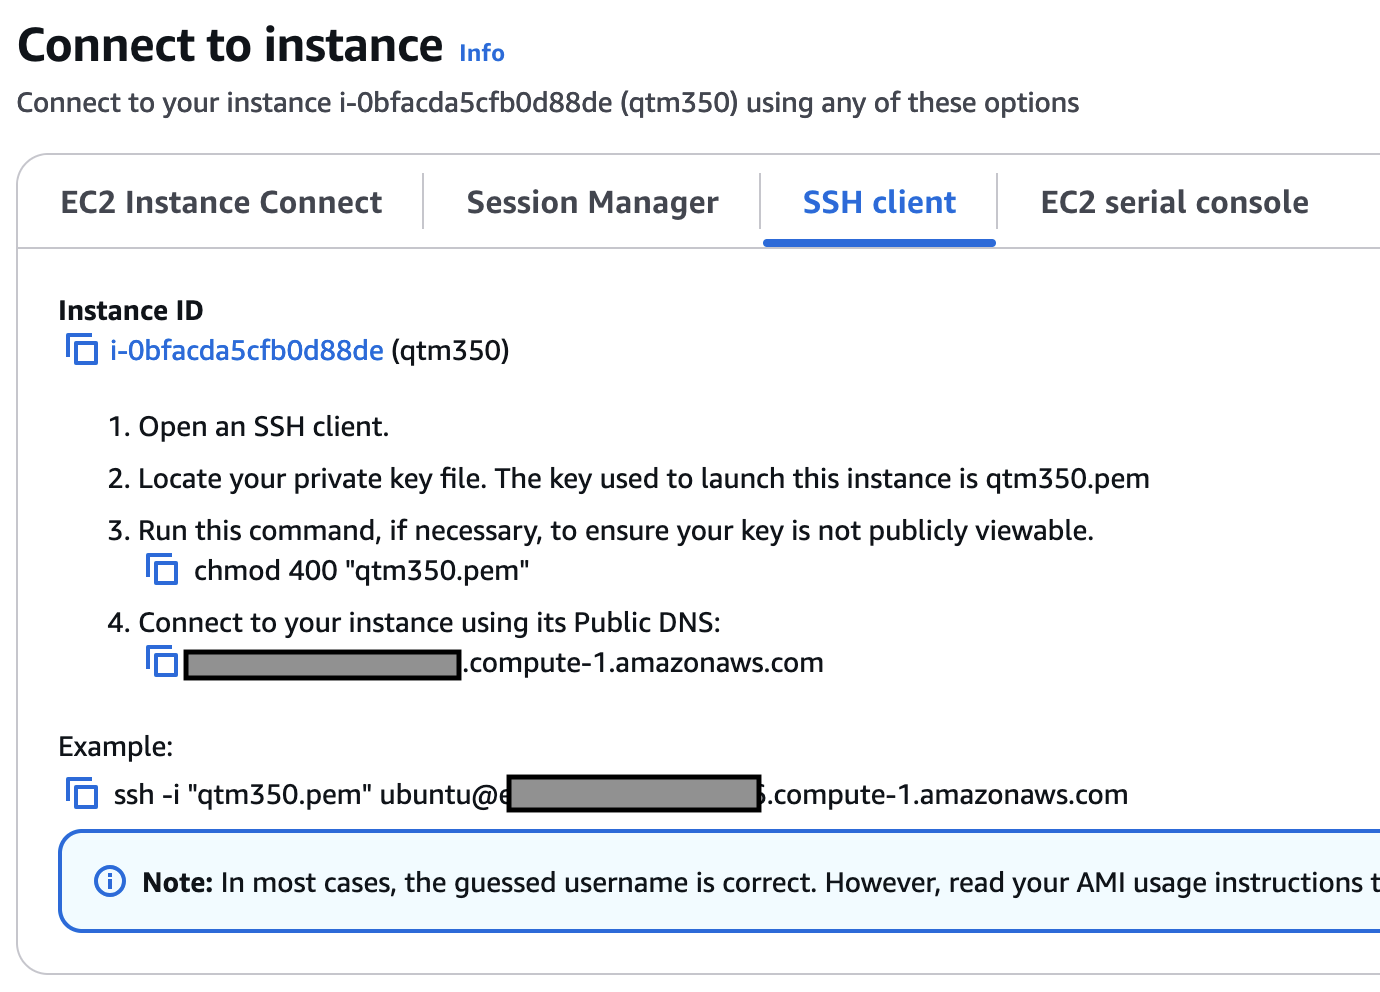 Connect to instance Info
Connect to your instance i-0bfacda5cfb0d88de (qtm350) using any of these options
EC2 Instance Connect
Session Manager
SSH client
EC2 serial console
Instance ID
i-0bfacda5cfb0d88de (qtm350)
1. Open an SSH client.
2. Locate your private key file. The key used to launch this instance is qtm350.pem
3. Run this command, if necessary, to ensure your key is not publicly viewable.
chmod 400 "qtm350.pem"
4. Connect to your instance using its Public DNS:
.compute-1.amazonaws.com
Example:
ssh -i "qtm350.pem" ubuntu@e .compute-1.amazonaws.com
Note: In most cases, the guessed username is correct. However, read your AMI usage instructions t